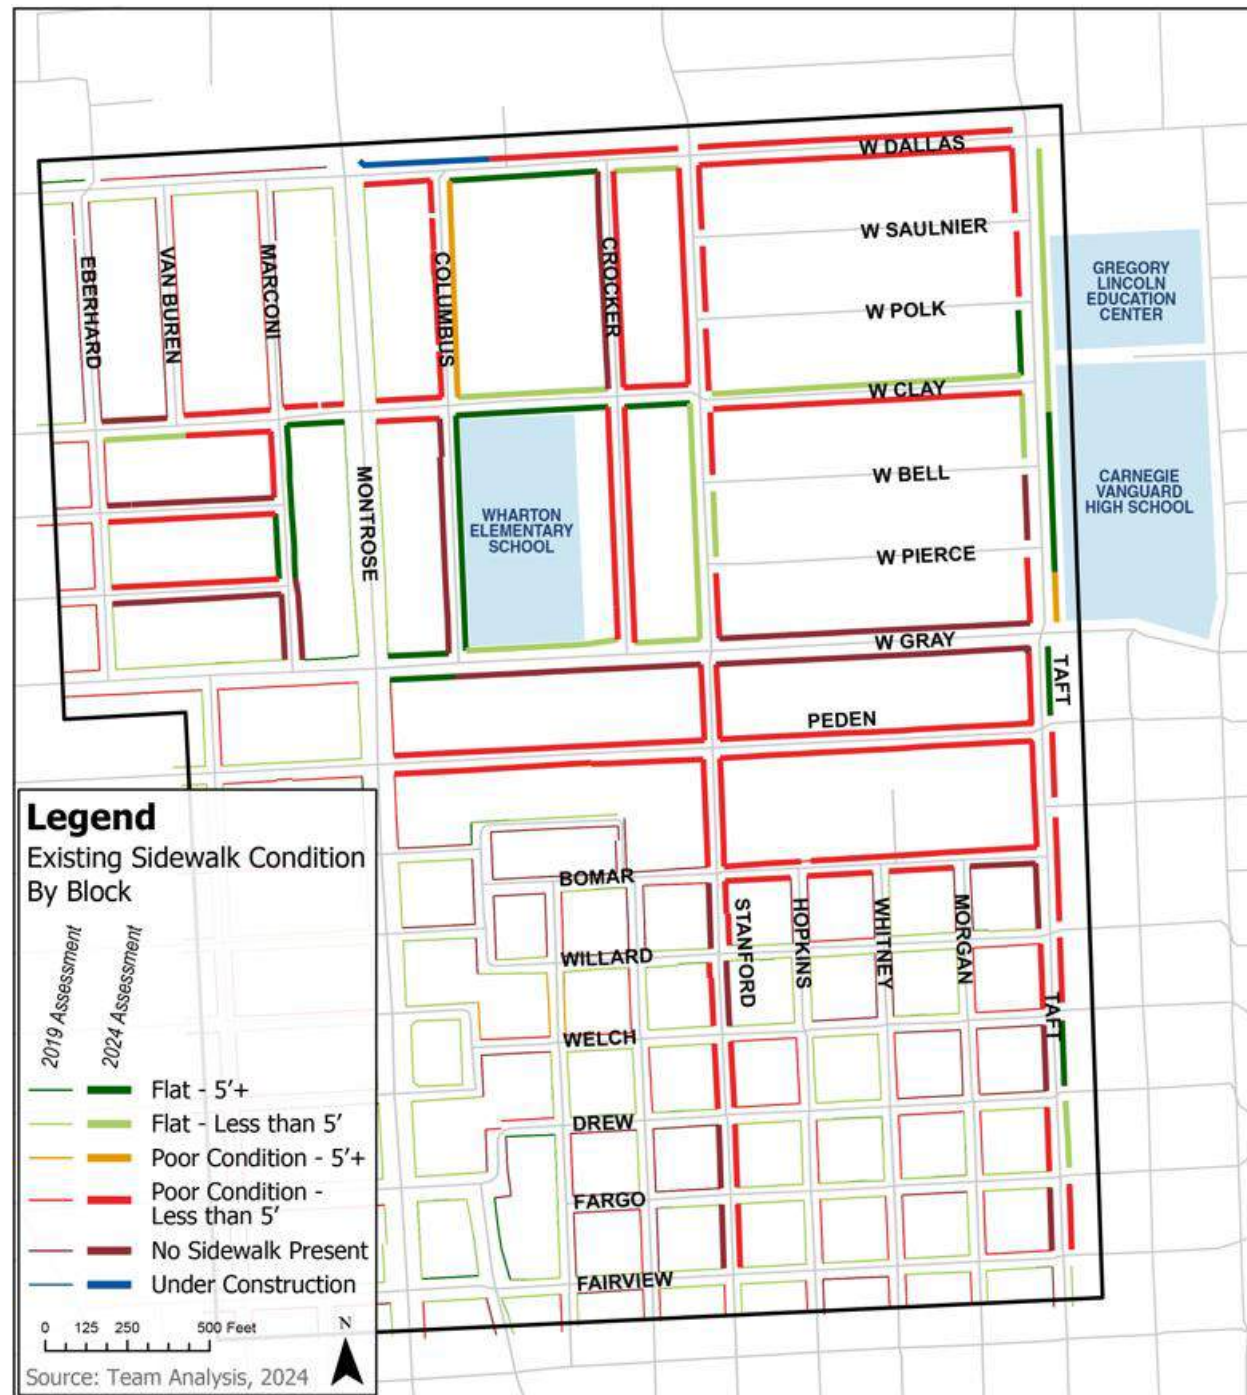 W DALLAS
W SAULNIER
GREGORY
LINCOLN
EDUCATION
CENTER
EBERHARD
VAN BUREN
MARCONI
COLUMBUS
CROCKER
W POLK
W CLAY
MONTROSE
W BELL
CARNEGIE
VANGUARD
HIGH SCHOOL
WHARTON
ELEMENTARY
SCHOOL
W PIERCE
W GRAY
TAFT
PEDEN
BOMAR
STANFORD
HOPKINS
WHITNEY
MORGAN
WILLARD
TAFT
WELCH
DREW
FARGO
FAIRVIEW
Legend
Existing Sidewalk Condition
By Block
2019 Assessment
2024 Assessment
Flat - 5'+
Flat - Less than 5'
Poor Condition - 5'+
Poor Condition -
Less than 5'
No Sidewalk Present
Under Construction
0 125 250 500 Feet
N
Source: Team Analysis, 2024